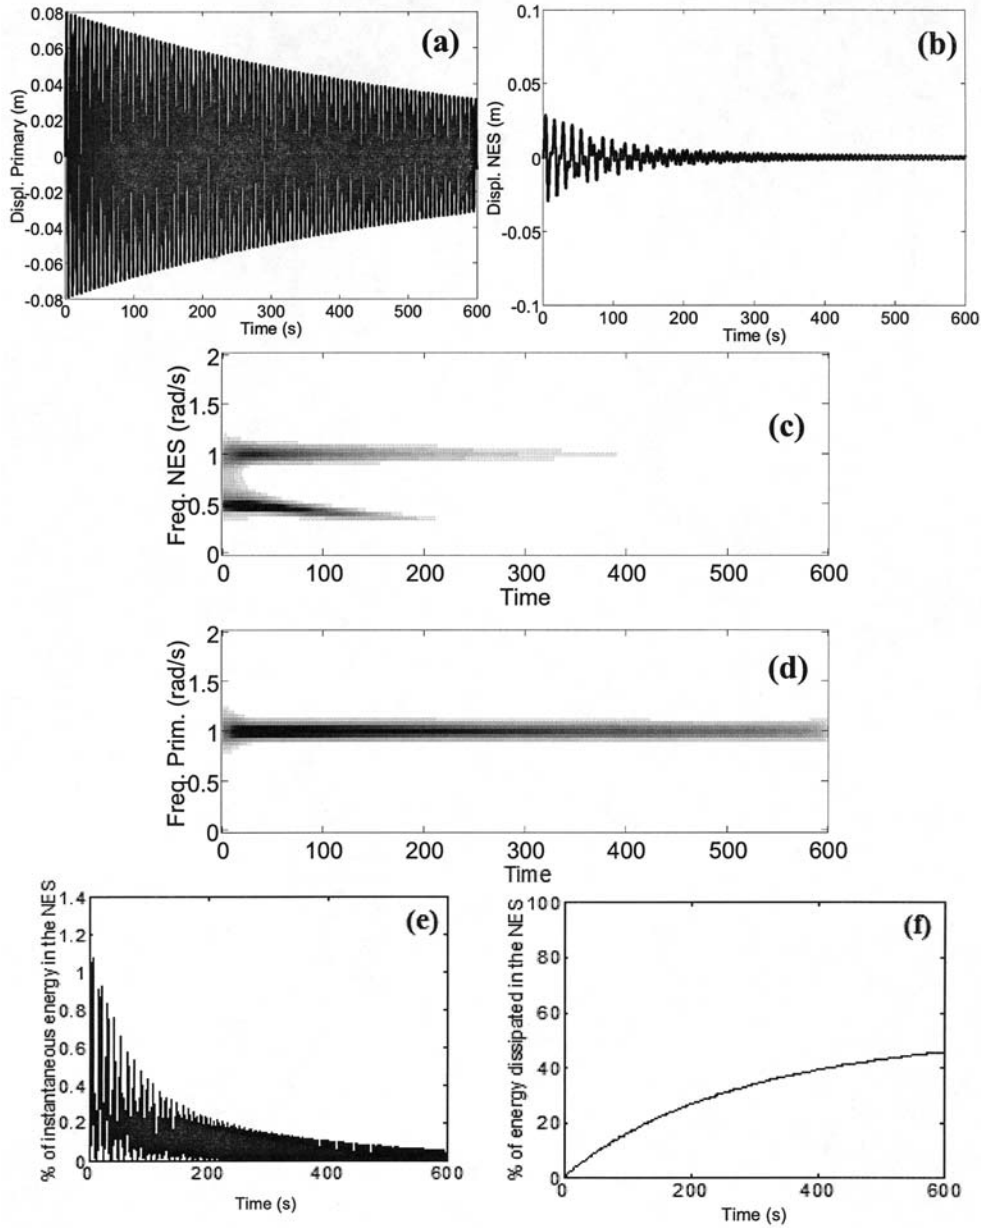 0.08
0.06
0.04
0.02
0
-0.02
-0.04
-0.06
-0.08
Displ. Primary (m)
(a)
0 100 200 300 400 500 600
Time (s)
0.1
0.05
0
-0.05
-0.1
Displ. NES (m)
(b)
0 100 200 300 400 500 600
Time (s)
2
1.5
1
0.5
0
Freq. NES (rad/s)
(c)
0 100 200 300 400 500 600
Time
2
1.5
1
0.5
0
Freq. Prim. (rad/s)
(d)
0 100 200 300 400 500 600
Time
1.4
1.2
1
0.8
0.6
0.4
0.2
0
% of instantaneous energy in the NES
(e)
0 200 400 600
Time (s)
100
80
60
40
20
0
% of energy dissipated in the NES
(f)
0 200 400 600
Time (s)